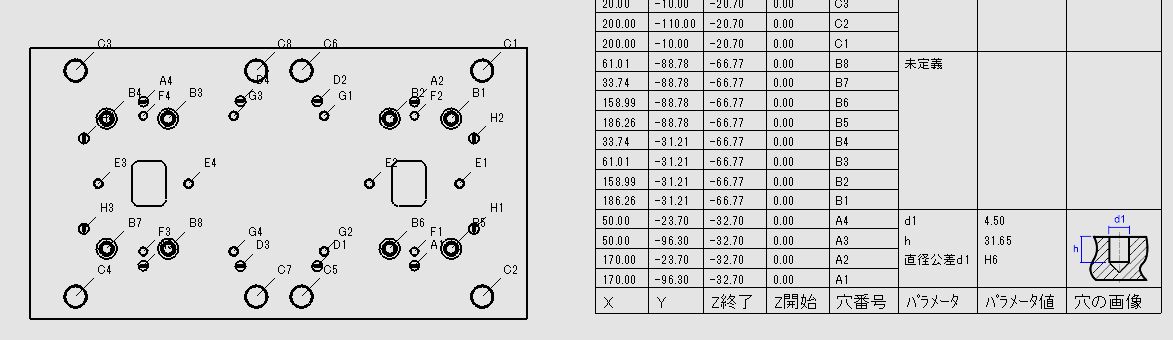 C3 C8 C6 C1
A4 D4 D2 A2
B4 F4 B3 G3 G1 B2 F2 B1
H2
E3 E4 E2 E1
H3 H1
B7 F3 B8 G4 G2 B6 F1 B5
D3 D1 A1
C4 C7 C5 C2
20.00 -10.00 -20.70 0.00 C3
200.00 -110.00 -20.70 0.00 C2
200.00 -10.00 -20.70 0.00 C1
61.01 -88.78 -66.77 0.00 B8 未定義
33.74 -88.78 -66.77 0.00 B7
158.99 -88.78 -66.77 0.00 B6
186.26 -88.78 -66.77 0.00 B5
33.74 -31.21 -66.77 0.00 B4
61.01 -31.21 -66.77 0.00 B3
158.99 -31.21 -66.77 0.00 B2
186.26 -31.21 -66.77 0.00 B1
50.00 -23.70 -32.70 0.00 A4 d1 4.50 d1
50.00 -96.30 -32.70 0.00 A3 h 31.65 h
170.00 -23.70 -32.70 0.00 A2 直径公差d1 H6
170.00 -96.30 -32.70 0.00 A1
X Y Z終了 Z開始 穴番号 パラメータ パラメータ値 穴の画像